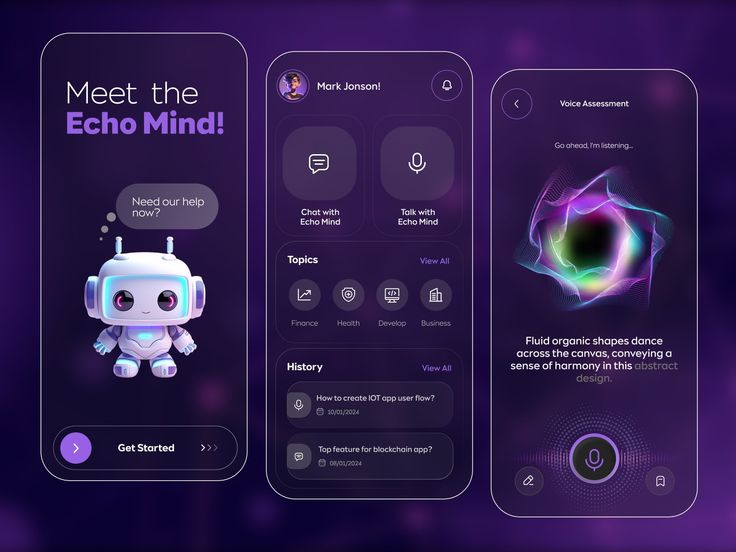 Meet the
Echo Mind!
Need our help
now?
Get Started
Mark Jonson!
Chat with
Echo Mind
Talk with
Echo Mind
Topics
View All
Finance
Health
Develop
Business
History
View All
How to create IOT app user flow?
10/01/2024
Top feature for blockchain app?
08/01/2024
Voice Assessment
Go ahead, I'm listening...
Fluid organic shapes dance
across the canvas, conveying a
sense of harmony in this abstract
design.